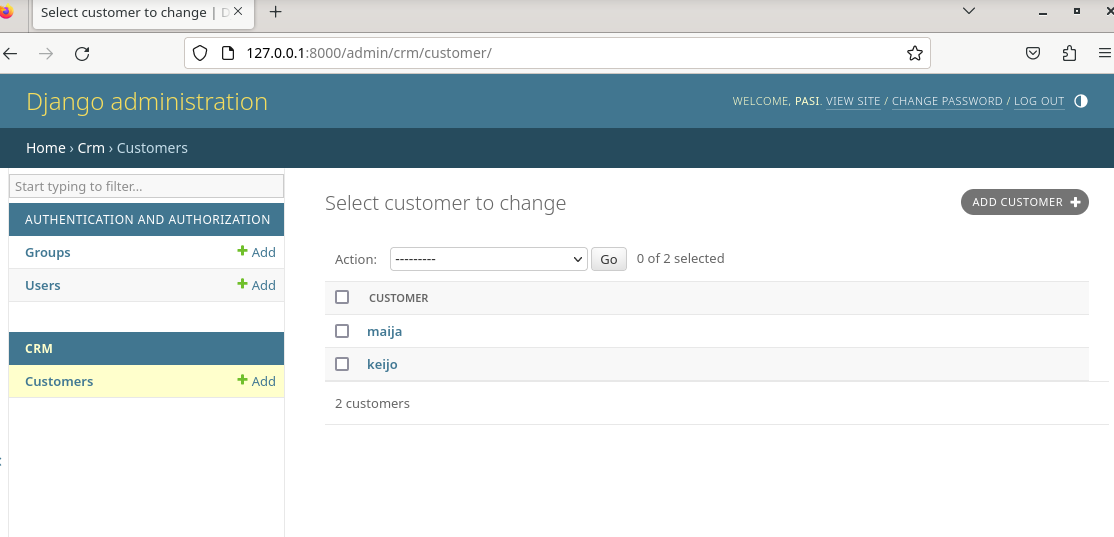 Select customer to change | D
127.0.0.1:8000/admin/crm/customer/
Django administration
WELCOME, PASI. VIEW SITE / CHANGE PASSWORD / LOG OUT
Home › Crm › Customers
Start typing to filter...
AUTHENTICATION AND AUTHORIZATION
Groups + Add
Users + Add
CRM
Customers + Add
Select customer to change
ADD CUSTOMER +
Action: --------- Go 0 of 2 selected
CUSTOMER
maija
keijo
2 customers